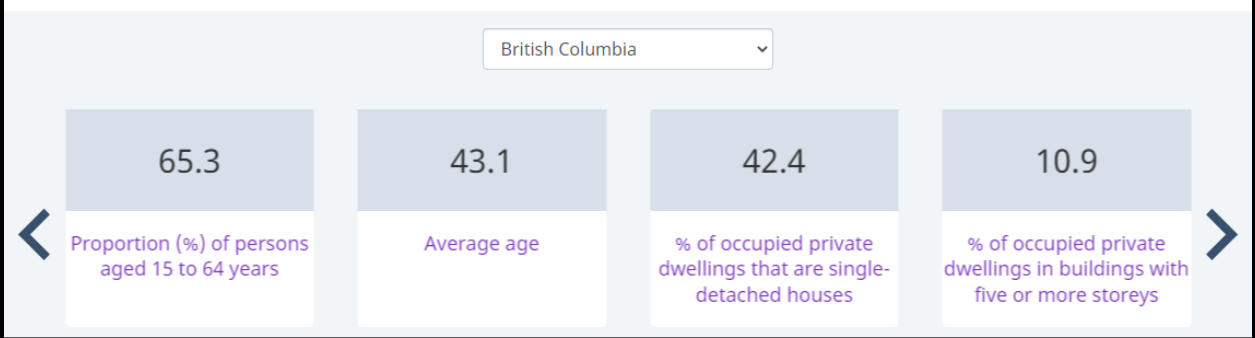 British Columbia
65.3
Proportion (%) of persons
aged 15 to 64 years
43.1
Average age
42.4
% of occupied private
dwellings that are single-
detached houses
10.9
% of occupied private
dwellings in buildings with
five or more storeys